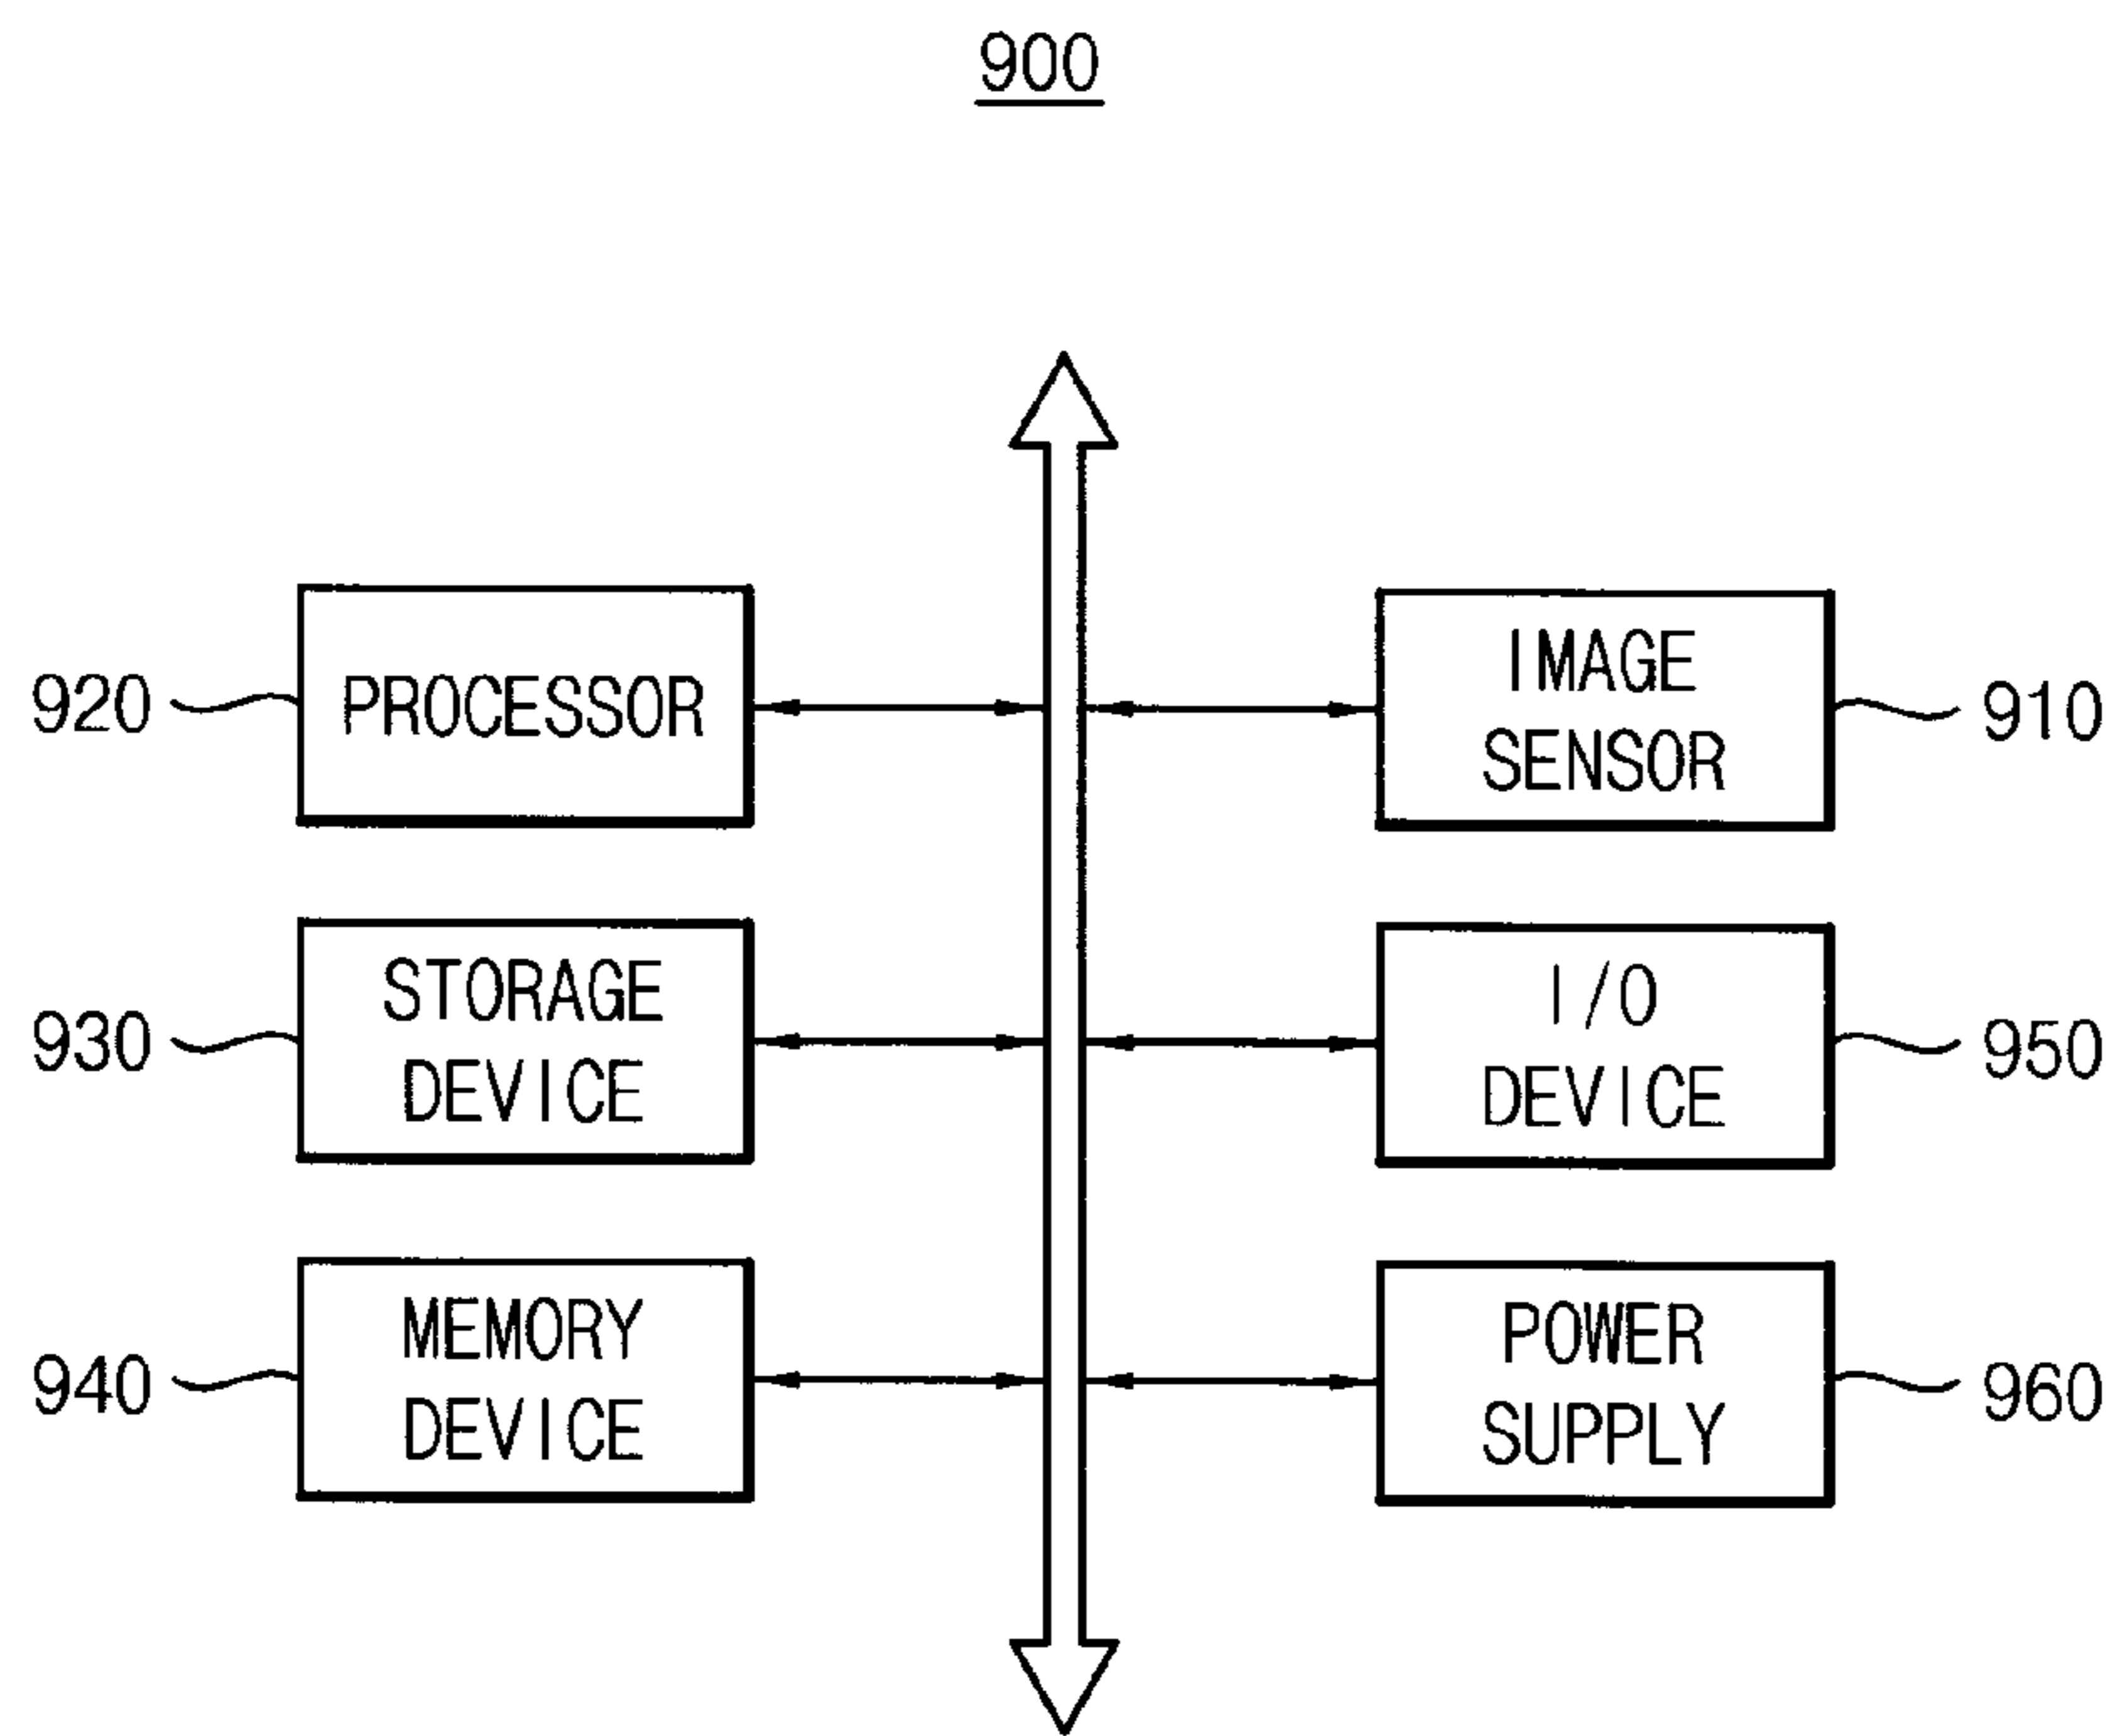 900
920
PROCESSOR
IMAGE
SENSOR
910
930
STORAGE
DEVICE
I/O
DEVICE
950
940
MEMORY
DEVICE
POWER
SUPPLY
960